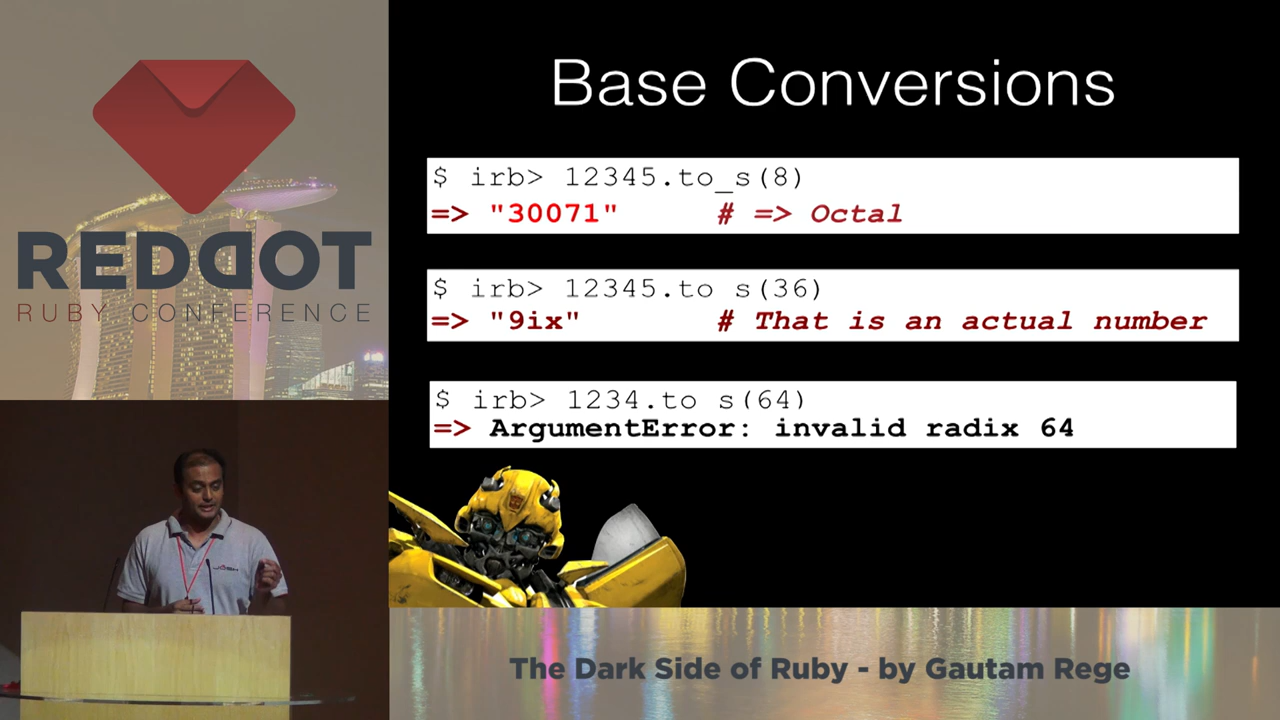 REDDOT
RUBY CONFERENCE
Base Conversions
$ irb> 12345.to_s(8)
=> "30071" # => Octal
$ irb> 12345.to s(36)
=> "9ix" # That is an actual number
$ irb> 1234.to s(64)
=> ArgumentError: invalid radix 64
The Dark Side of Ruby - by Gautam Rege